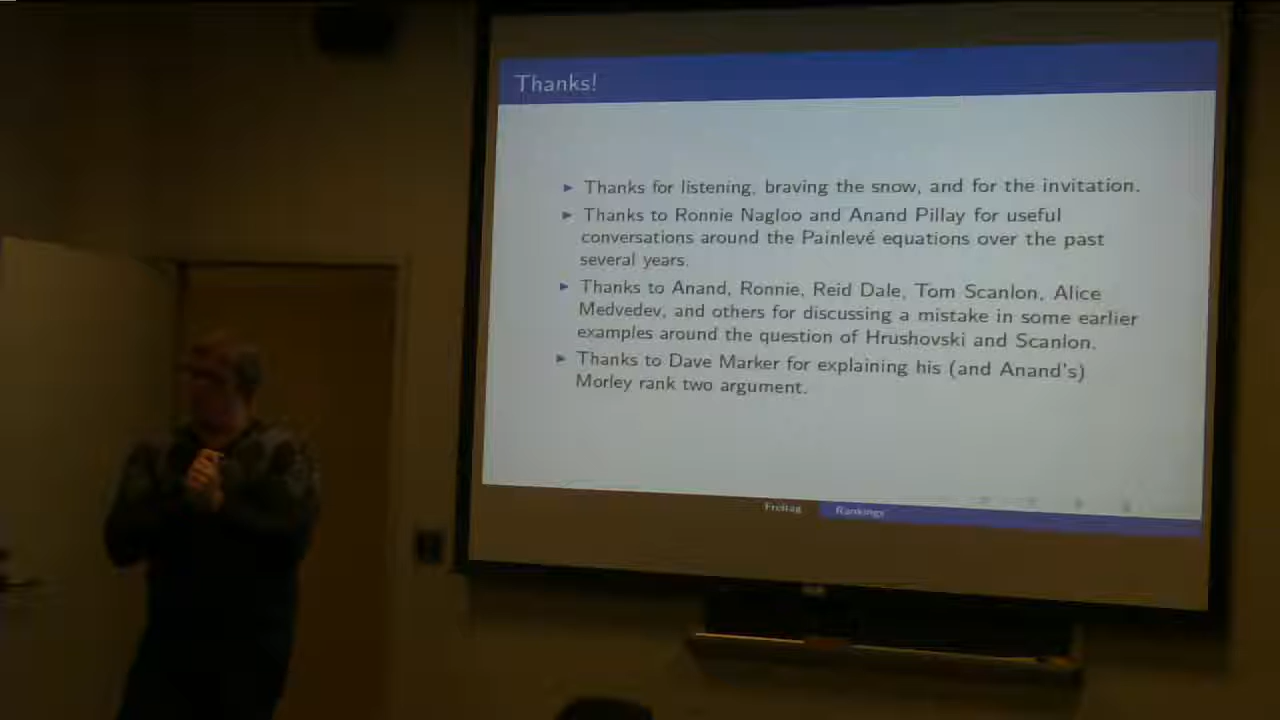 Thanks!
Thanks for listening, braving the snow, and for the invitation.
Thanks to Ronnie Nagloo and Anand Pillay for useful
conversations around the Painlevé equations over the past
several years.
Thanks to Anand, Ronnie, Reid Dale, Tom Scanlon, Alice
Medvedev, and others for discussing a mistake in some earlier
examples around the question of Hrushovski and Scanlon.
Thanks to Dave Marker for explaining his (and Anand's)
Morley rank two argument.
Freitag Rankings